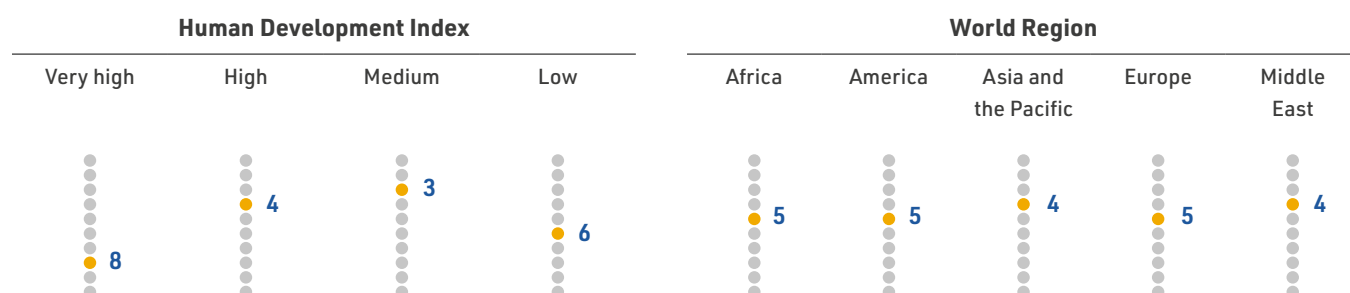 Human Development Index
World Region
Very high
High
Medium
Low
Africa
America
Asia and
the Pacific
Europe
Middle
East
8
4
3
6
5
5
4
5
4